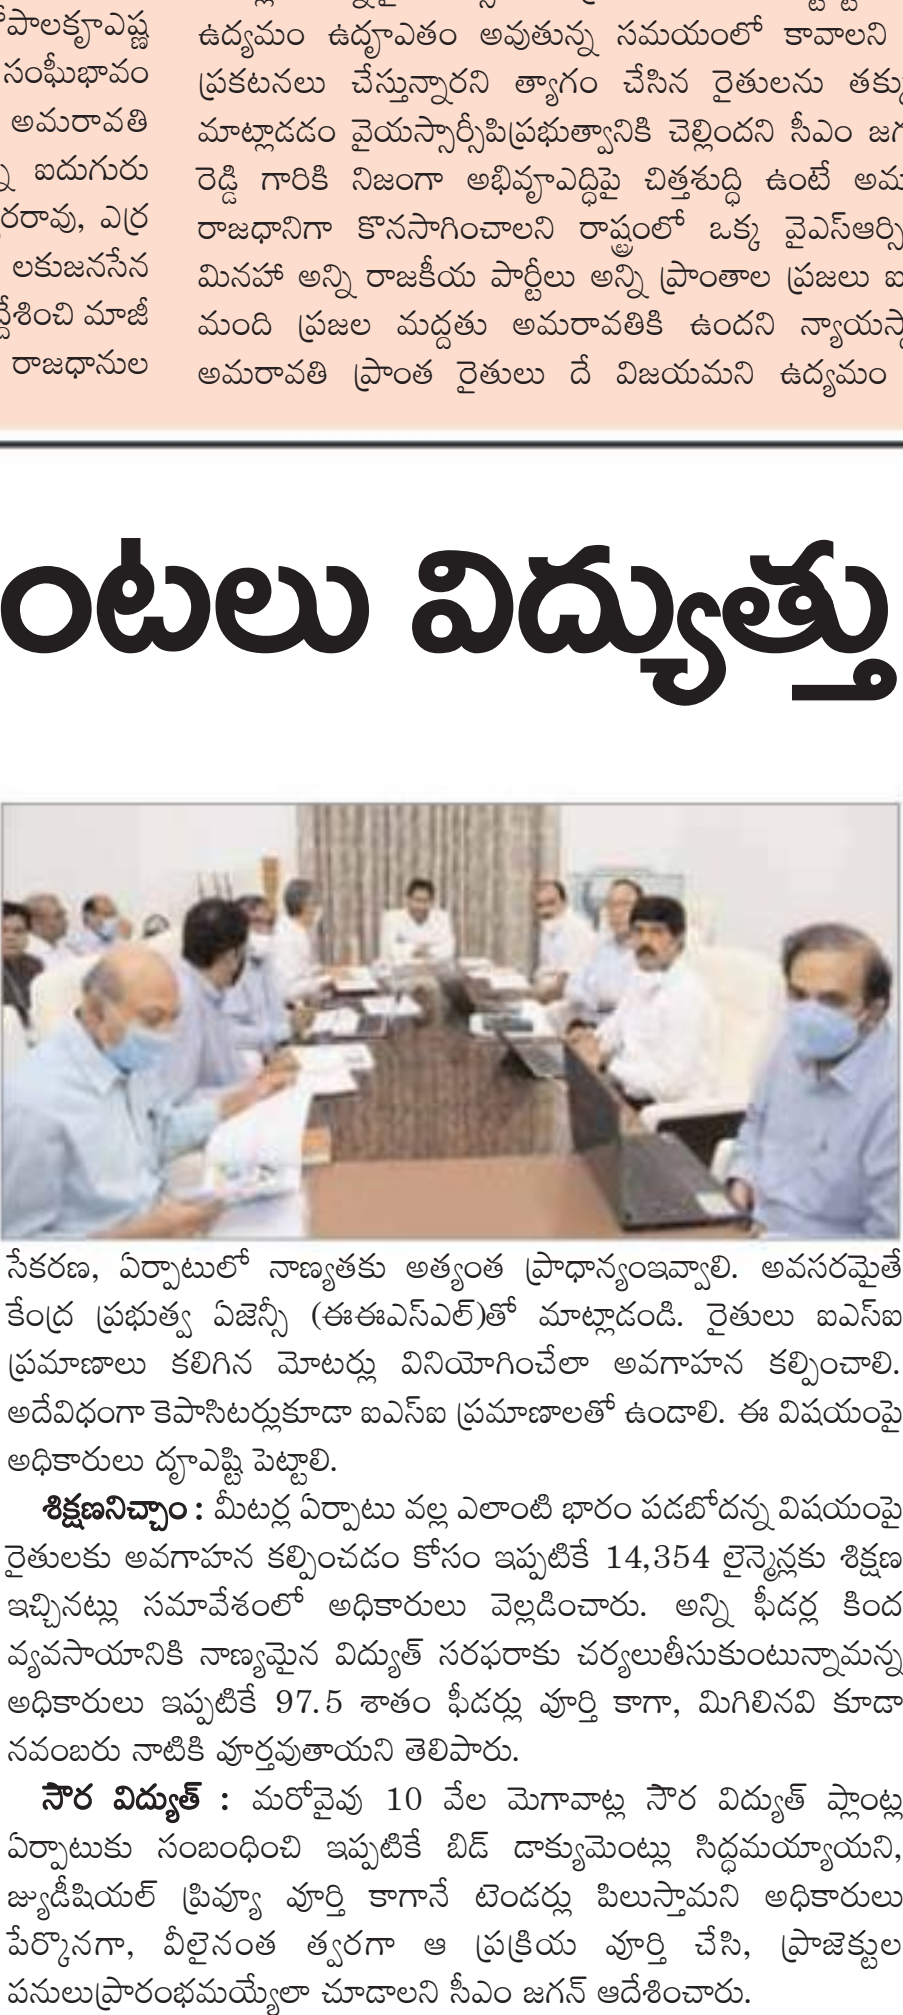 సంఘీభావం
అమరావతి
ఐదుగురు
ఎర్ర
లకుజనసేన
మాజీ
రాజధానుల
ఉద్యమం ఉదృాఎతం అవుతున్న సమయంలో కావాలని
ప్రకటనలు చేస్తున్నారని త్యాగం చేసిన రైతులను
మాట్లాడడం వైయస్సార్సీపిప్రభుత్వానికి చెల్లిందని సీఎం
రెడ్డి గారికి నిజంగా అభివృాఎద్ధిపై చిత్తశుద్ధి ఉంటే
రాజధానిగా కొనసాగించాలని రాష్ట్రంలో ఒక్క వైఎస్ఆర్సి
మినహా అన్ని రాజకీయ పార్టీలు అన్ని ప్రాంతాల ప్రజలు
మంది ప్రజల మద్దతు అమరావతికి ఉందని
అమరావతి ప్రాంత రైతులు దే విజయమని ఉద్యమం
ంటలు విద్యుత్తు
సేకరణ, ఏర్పాటులో నాణ్యతకు అత్యంత ప్రాధాన్యంఇవ్వాలి. అవసరమైతే
కేంద్ర ప్రభుత్వ ఏజెన్సీ (ఈఈఎస్ఎల్)తో మాట్లాడండి. రైతులు ఐఎస్ఐ
ప్రమాణాలు కలిగిన మోటర్లు వినియోగించేలా అవగాహన కల్పించాలి.
అదేవిధంగా కెపాసిటర్లుకూడా ఐఎస్ఐ ప్రమాణాలతో ఉండాలి. ఈ విషయంపై
అధికారులు దృాఎష్టి పెట్టాలి.
శిక్షణనిచ్చాం : మీటర్ల ఏర్పాటు వల్ల ఎలాంటి భారం పడబోదన్న విషయంపై
రైతులకు అవగాహన కల్పించడం కోసం ఇప్పటికే 14,354 లైన్మెన్లకు శిక్షణ
ఇచ్చినట్లు సమావేశంలో అధికారులు వెల్లడించారు. అన్ని ఫీడర్ల కింద
వ్యవసాయానికి నాణ్యమైన విద్యుత్ సరఫరాకు చర్యలుతీసుకుంటున్నామన్న
అధికారులు ఇప్పటికే 97.5 శాతం ఫీడర్లు పూర్తి కాగా, మిగిలినవి కూడా
నవంబరు నాటికి పూర్తవుతాయని తెలిపారు.
సౌర విద్యుత్ : మరోవైవు 10 వేల మెగావాట్ల సౌర విద్యుత్ ప్లాంట్ల
ఏర్పాటుకు సంబంధించి ఇప్పటికే బిడ్ డాక్యుమెంట్లు సిద్ధమయ్యాయని,
జ్యుడీషియల్ ప్రివ్యూ పూర్తి కాగానే టెండర్లు పిలుస్తామని అధికారులు
పేర్కొనగా, వీలైనంత త్వరగా ఆ ప్రక్రియ పూర్తి చేసి, ప్రాజెక్టుల
పనులుప్రారంభమయ్యేలా చూడాలని సీఎం జగన్ ఆదేశించారు.